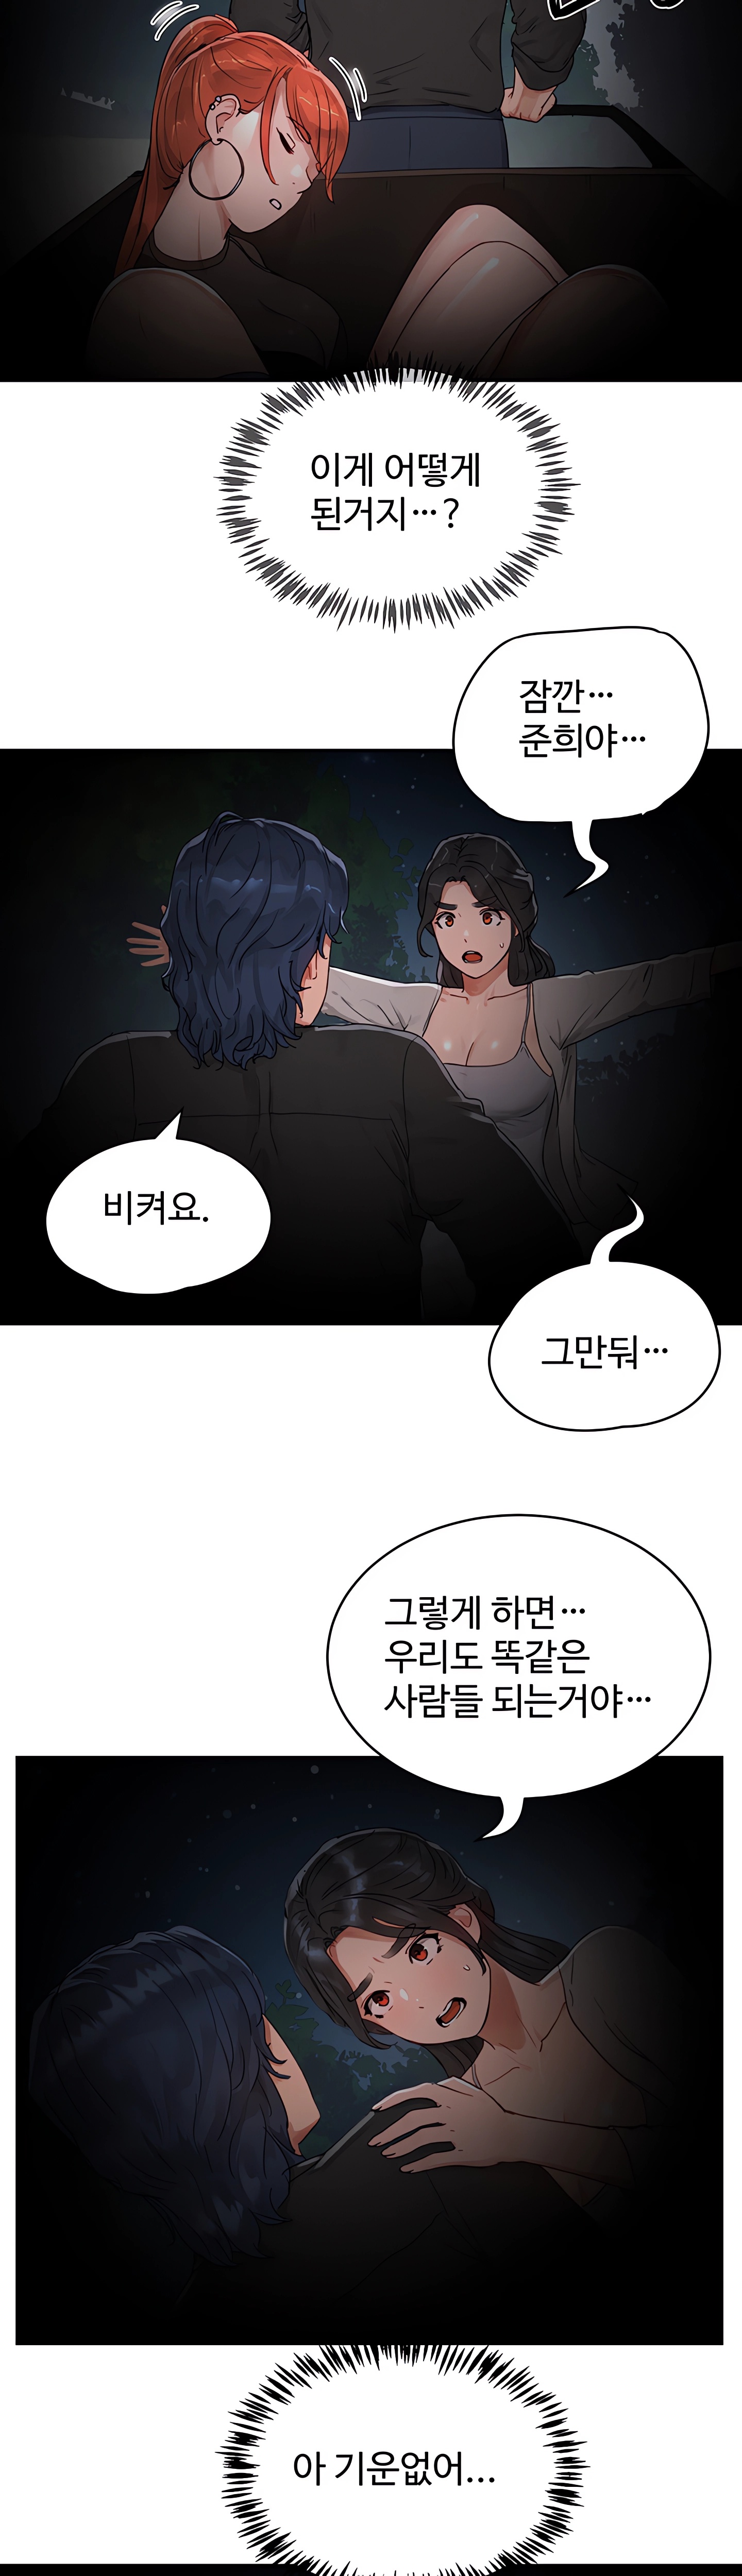 이게 어떻게
된거지…?
잠깐…
준희야…
비켜요.
그만둬…
그렇게 하면…
우리도 똑같은
사람들 되는거야…
아 기운없어...